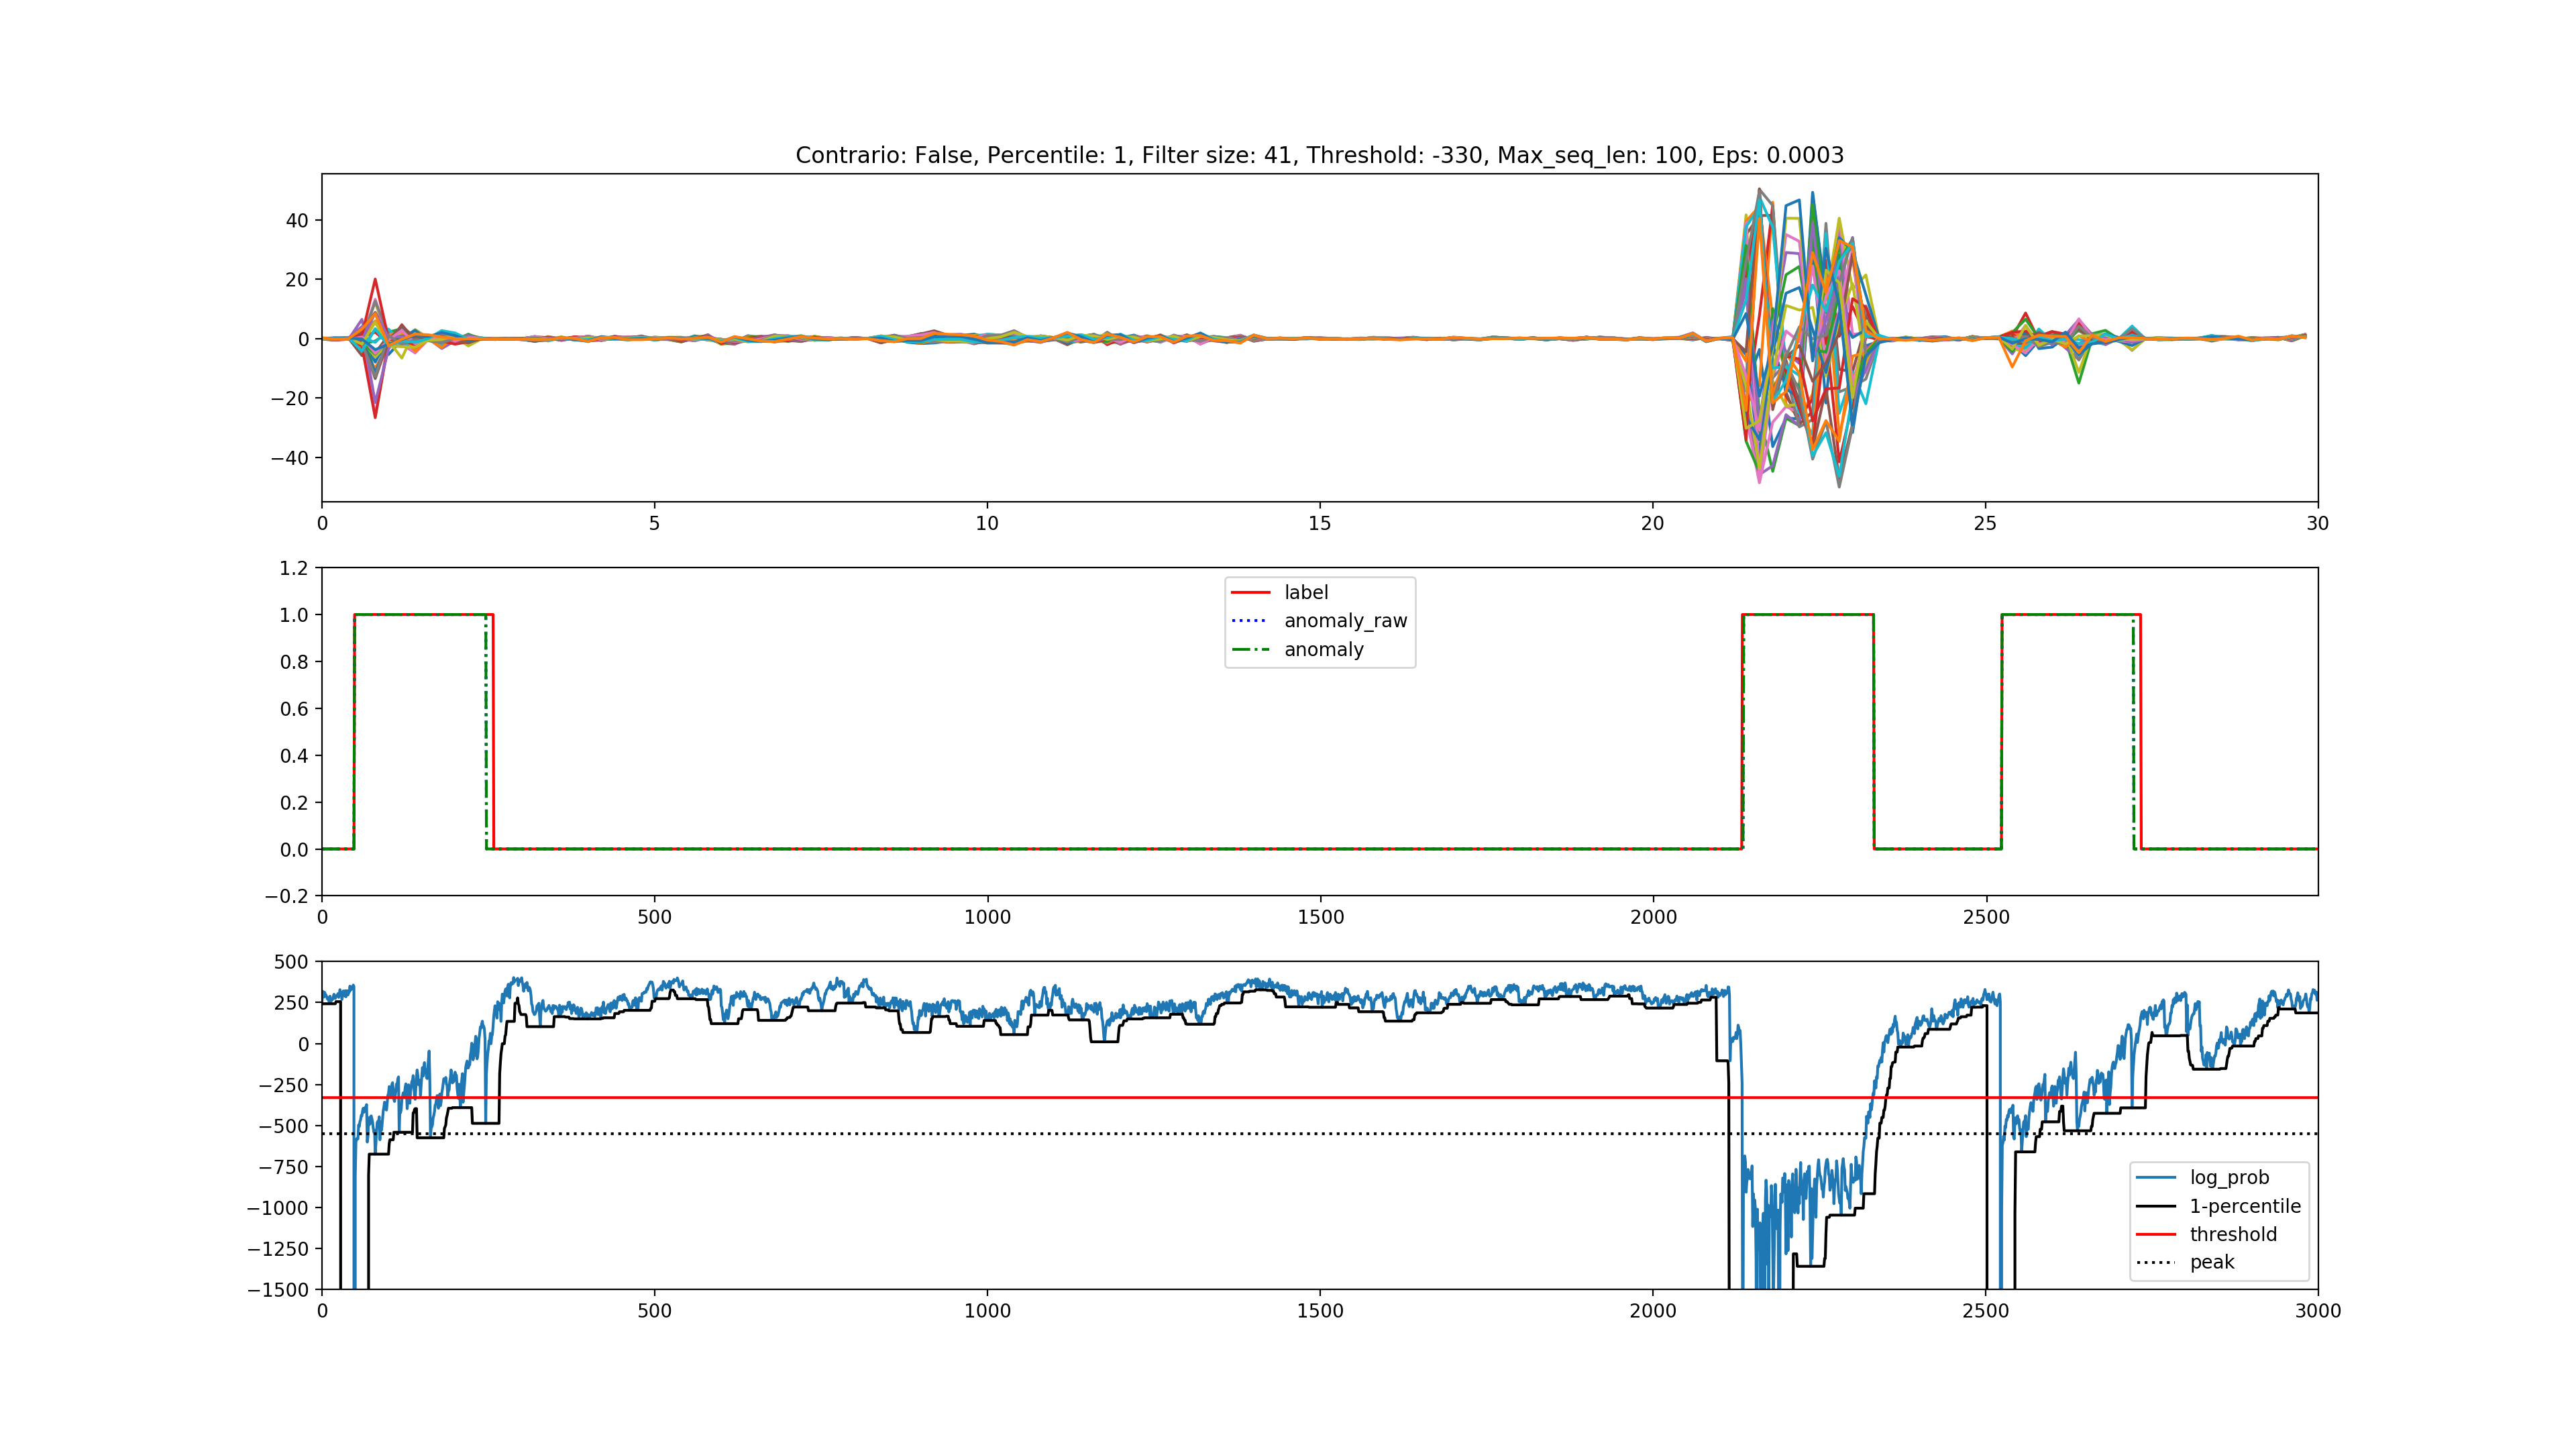 Contrario: False, Percentile: 1, Filter size: 41, Threshold: -330, Max_seq_len: 100, Eps: 0.0003
40
20
0
−20
−40
0 5 10 15 20 25 30
1.2
1.0
0.8
0.6
0.4
0.2
0.0
−0.2
label
anomaly_raw
anomaly
0 500 1000 1500 2000 2500
500
250
0
−250
−500
−750
−1000
−1250
−1500
log_prob
1-percentile
threshold
peak
0 500 1000 1500 2000 2500 3000